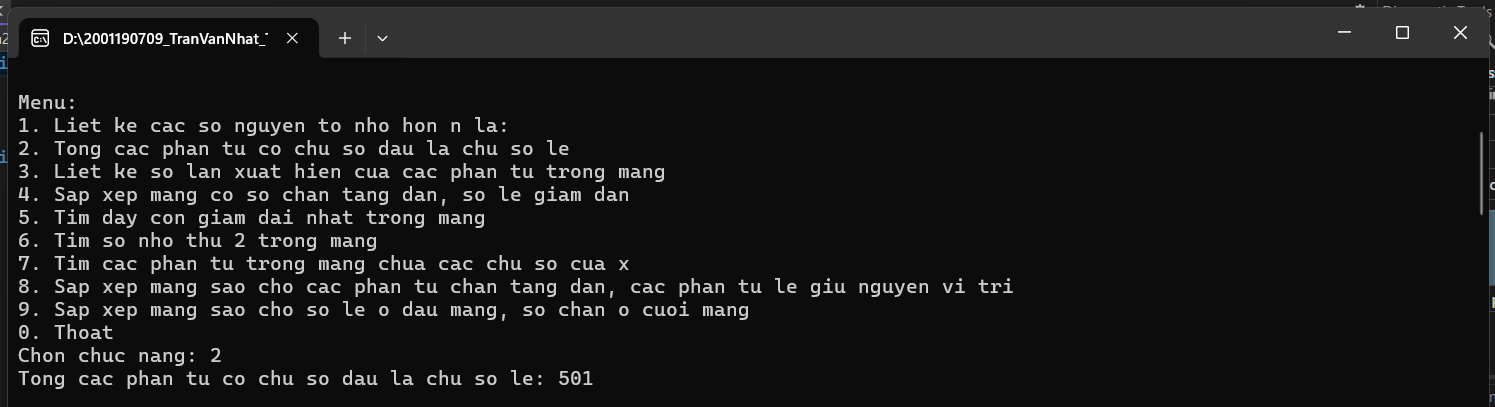 D:\2001190709_TranVanNhat_
Menu:
1. Liet ke cac so nguyen to nho hon n la:
2. Tong cac phan tu co chu so dau la chu so le
3. Liet ke so lan xuat hien cua cac phan tu trong mang
4. Sap xep mang co so chan tang dan, so le giam dan
5. Tim day con giam dai nhat trong mang
6. Tim so nho thu 2 trong mang
7. Tim cac phan tu trong mang chua cac chu so cua x
8. Sap xep mang sao cho cac phan tu chan tang dan, cac phan tu le giu nguyen vi tri
9. Sap xep mang sao cho so le o dau mang, so chan o cuoi mang
0. Thoat
Chon chuc nang: 2
Tong cac phan tu co chu so dau la chu so le: 501